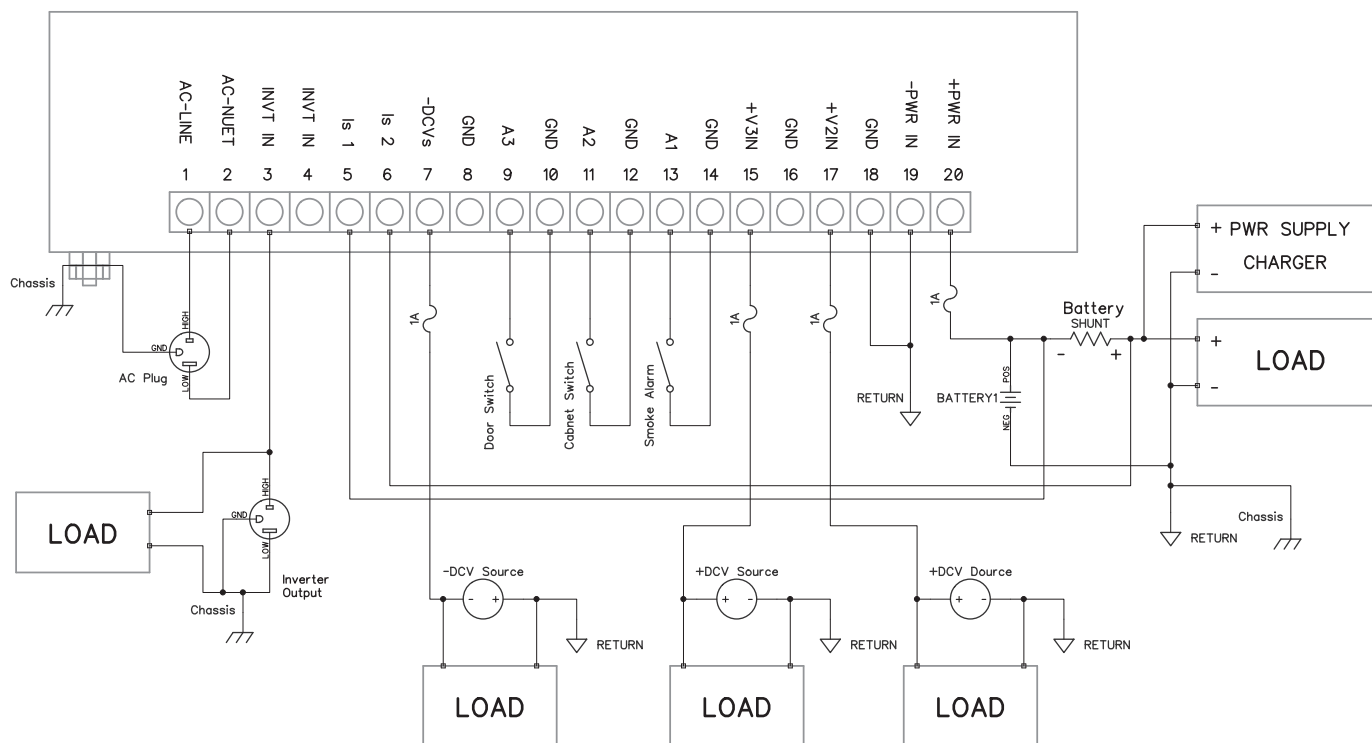 AC-LINE
AC-NUET
INVT IN
INVT IN
Is 1
Is 2
-DCVs
GND
A3
GND
A2
GND
A1
GND
+V3IN
GND
+V2IN
GND
-PWR IN
+PWR IN
1 2 3 4 5 6 7 8 9 10 11 12 13 14 15 16 17 18 19 20
Chassis
HIGH
GND
LOW
AC Plug
1A
1A
1A
1A
Door Switch
Cabnet Switch
Smoke Alarm
RETURN
Battery
SHUNT
- +
POS
BATTERY1
NEG
+ PWR SUPPLY
CHARGER
-
+
LOAD
-
Chassis
RETURN
LOAD
HIGH
GND
LOW
Inverter
Output
Chassis
-DCV Source
- +
RETURN
LOAD
+DCV Source
+ -
RETURN
LOAD
+DCV Dource
+ -
RETURN
LOAD